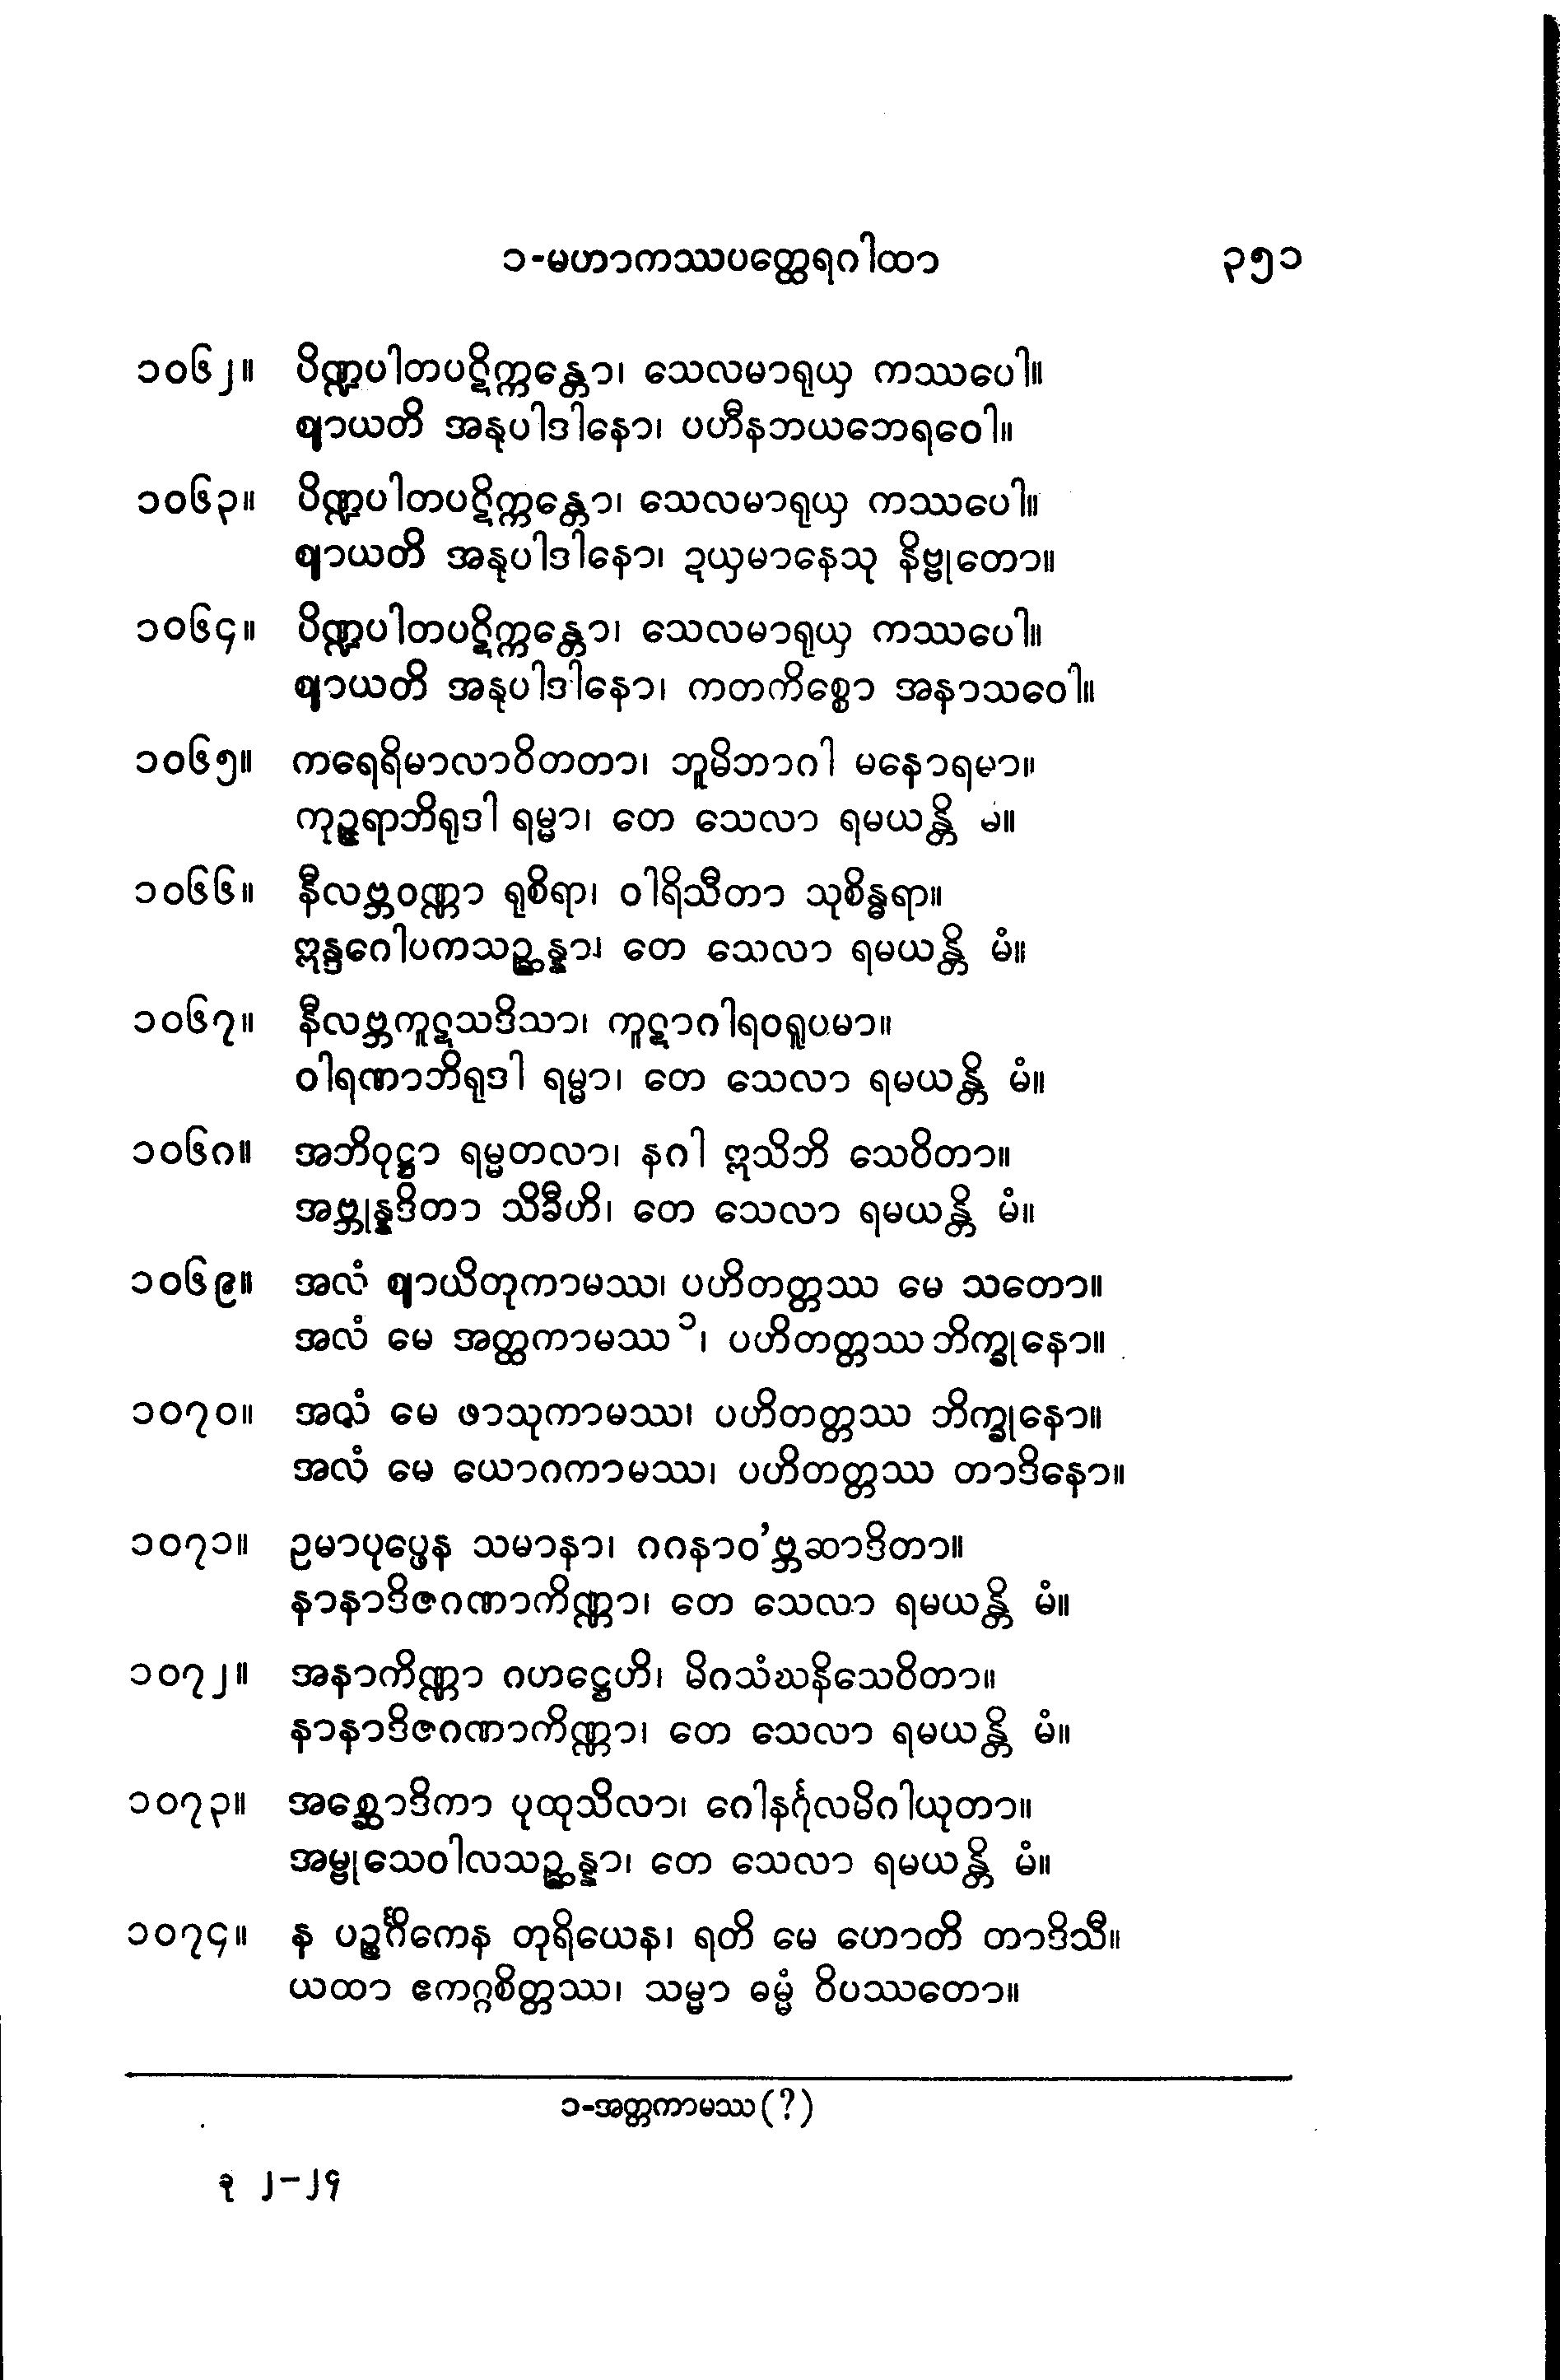 ၁-မဟာကဿပတ္ထေရဂါထာ ၃၅၁
၁၀၆၂။ ပိဏ္ဍပါတပဋိက္ကန္တော၊ သေလမာရုယှ ကဿပေါ။
ဈာယတိ အနုပါဒါနော၊ ပဟီနဘယဘေရဝေါ။
၁၀၆၃။ ပိဏ္ဍပါတပဋိက္ကန္တော၊ သေလမာရုယှ ကဿပေါ။
ဈာယတိ အနုပါဒါနော၊ ဍယှမာနေသု နိဗ္ဗုတော။
၁၀၆၄။ ပိဏ္ဍပါတပဋိက္ကန္တော၊ သေလမာရုယှ ကဿပေါ။
ဈာယတိ အနုပါဒါနော၊ ကတကိစ္စော အနာသဝေါ။
၁၀၆၅။ ကရေရိမာလာဝိတတာ၊ ဘူမိဘာဂါ မနောရမာ။
ကုဉ္ဇရာဘိရုဒါ ရမ္မာ၊ တေ သေလာ ရမယန္တိ မံ။
၁၀၆၆။ နီလဗ္ဘဝဏ္ဏာ ရုစိရာ၊ ဝါရိသီတာ သုစိန္ဓရာ။
ဣန္ဒဂေါပကသဉ္ဆန္နာ၊ တေ သေလာ ရမယန္တိ မံ။
၁၀၆၇။ နီလဗ္ဘကူဋသဒိသာ၊ ကူဋာဂါရဝရူပမာ။
ဝါရဏာဘိရုဒါ ရမ္မာ၊ တေ သေလာ ရမယန္တိ မံ။
၁၀၆၈။ အဘိဝုဋ္ဌာ ရမ္မတလာ၊ နဂါ ဣသိဘိ သေဝိတာ။
အဗ္ဘုန္နဒိတာ သိခီဟိ၊ တေ သေလာ ရမယန္တိ မံ။
၁၀၆၉။ အလံ ဈာယိတုကာမဿ၊ ပဟိတတ္တဿ မေ သတော။
အလံ မေ အတ္ထကာမဿ ၁၊ ပဟိတတ္တဿ ဘိက္ခုနော။
၁၀၇၀။ အလံ မေ ဖာသုကာမဿ၊ ပဟိတတ္တဿ ဘိက္ခုနော။
အလံ မေ ယောဂကာမဿ၊ ပဟိတတ္တဿ တာဒိနော။
၁၀၇၁။ ဥမာပုပ္ဖေန သမာနာ၊ ဂဂနာဝ’ဗ္ဘဆာဒိတာ။
နာနာဒိဇဂဏာကိဏ္ဏာ၊ တေ သေလာ ရမယန္တိ မံ။
၁၀၇၂။ အနာကိဏ္ဏာ ဂဟဋ္ဌေဟိ၊ မိဂသံဃနိသေဝိတာ။
နာနာဒိဇဂဏာကိဏ္ဏာ၊ တေ သေလာ ရမယန္တိ မံ။
၁၀၇၃။ အစ္ဆောဒိကာ ပုထုသိလာ၊ ဂေါနင်္ဂုလမိဂါယုတာ။
အမ္ဗုသေဝါလသဉ္ဆန္နာ၊ တေ သေလာ ရမယန္တိ မံ။
၁၀၇၄။ န ပဉ္စင်္ဂိကေန တုရိယေန၊ ရတိ မေ ဟောတိ တာဒိသီ။
ယထာ ဧကဂ္ဂစိတ္တဿ၊ သမ္မာ ဓမ္မံ ဝိပဿတော။
၁-အတ္တကာမဿ(?)
ခု ၂-၂၄